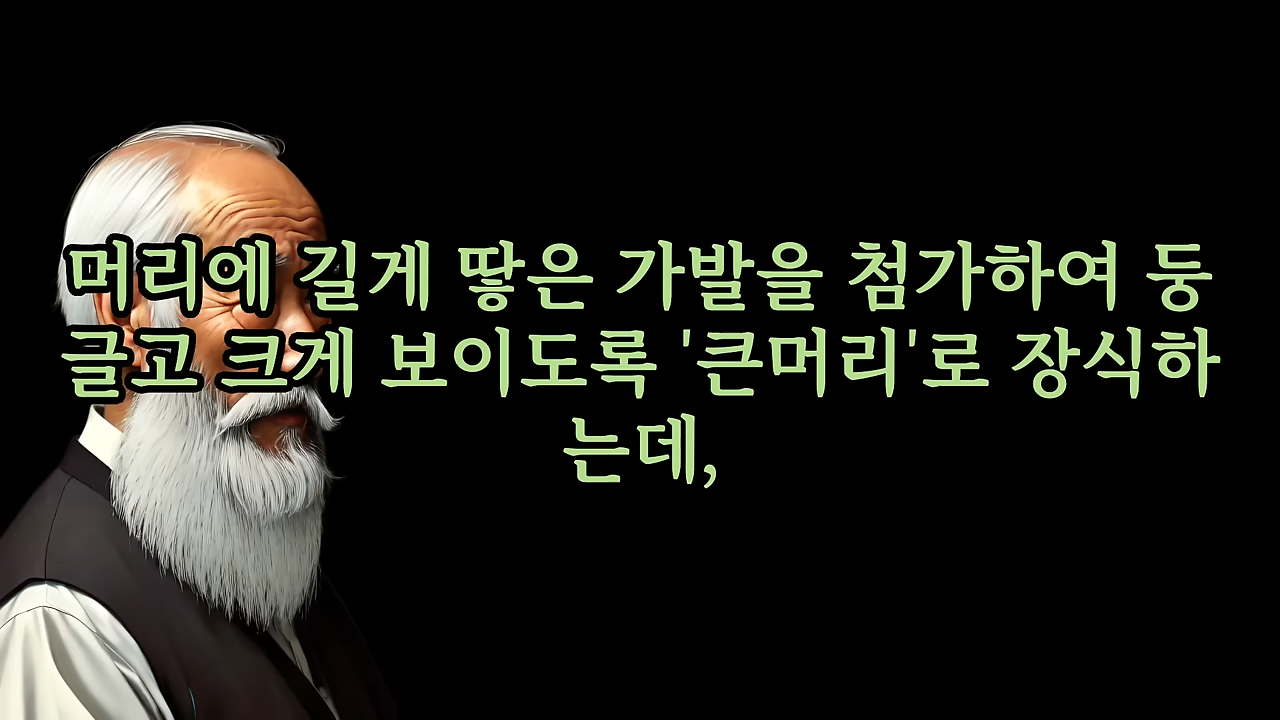 머리에 길게 땋은 가발을 첨가하여 둥
글고 크게 보이도록 '큰머리'로 장식하
는데,